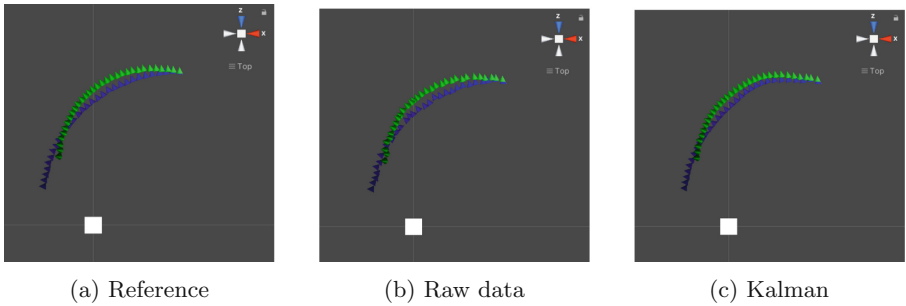 z
x
Top
z
x
Top
z
x
Top
(a) Reference
(b) Raw data
(c) Kalman